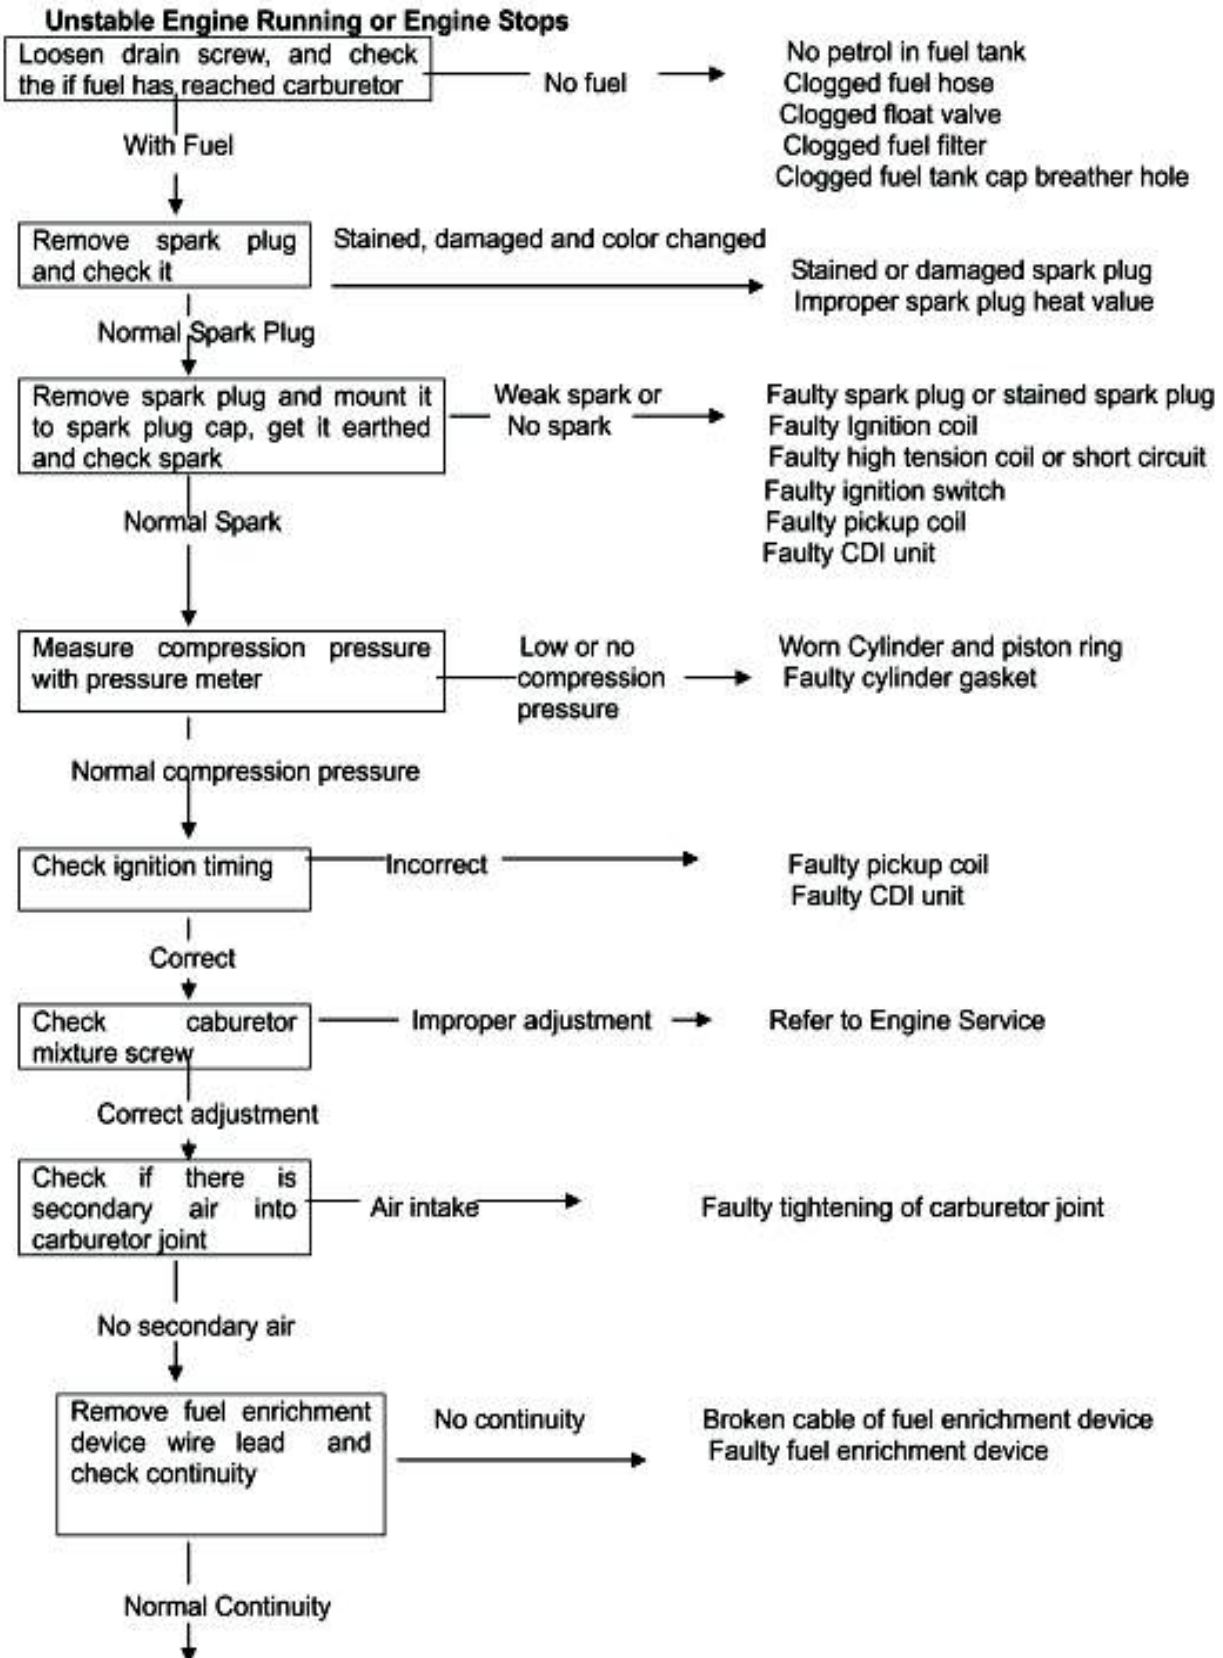 Unstable Engine Running or Engine Stops
Loosen drain screw, and check
the if fuel has reached carburetor
No fuel
No petrol in fuel tank
Clogged fuel hose
Clogged float valve
Clogged fuel filter
Clogged fuel tank cap breather hole
With Fuel
Remove spark plug
and check it
Stained, damaged and color changed
Stained or damaged spark plug
Improper spark plug heat value
Normal Spark Plug
Remove spark plug and mount it
to spark plug cap, get it earthed
and check spark
Weak spark or
No spark
Faulty spark plug or stained spark plug
Faulty Ignition coil
Faulty high tension coil or short circuit
Faulty ignition switch
Faulty pickup coil
Faulty CDI unit
Normal Spark
Measure compression pressure
with pressure meter
Low or no
compression
pressure
Worn Cylinder and piston ring
Faulty cylinder gasket
Normal compression pressure
Check ignition timing
Incorrect
Faulty pickup coil
Faulty CDI unit
Correct
Check caburetor
mixture screw
Improper adjustment
Refer to Engine Service
Correct adjustment
Check if there is
secondary air into
carburetor joint
Air intake
Faulty tightening of carburetor joint
No secondary air
Remove fuel enrichment
device wire lead and
check continuity
No continuity
Broken cable of fuel enrichment device
Faulty fuel enrichment device
Normal Continuity